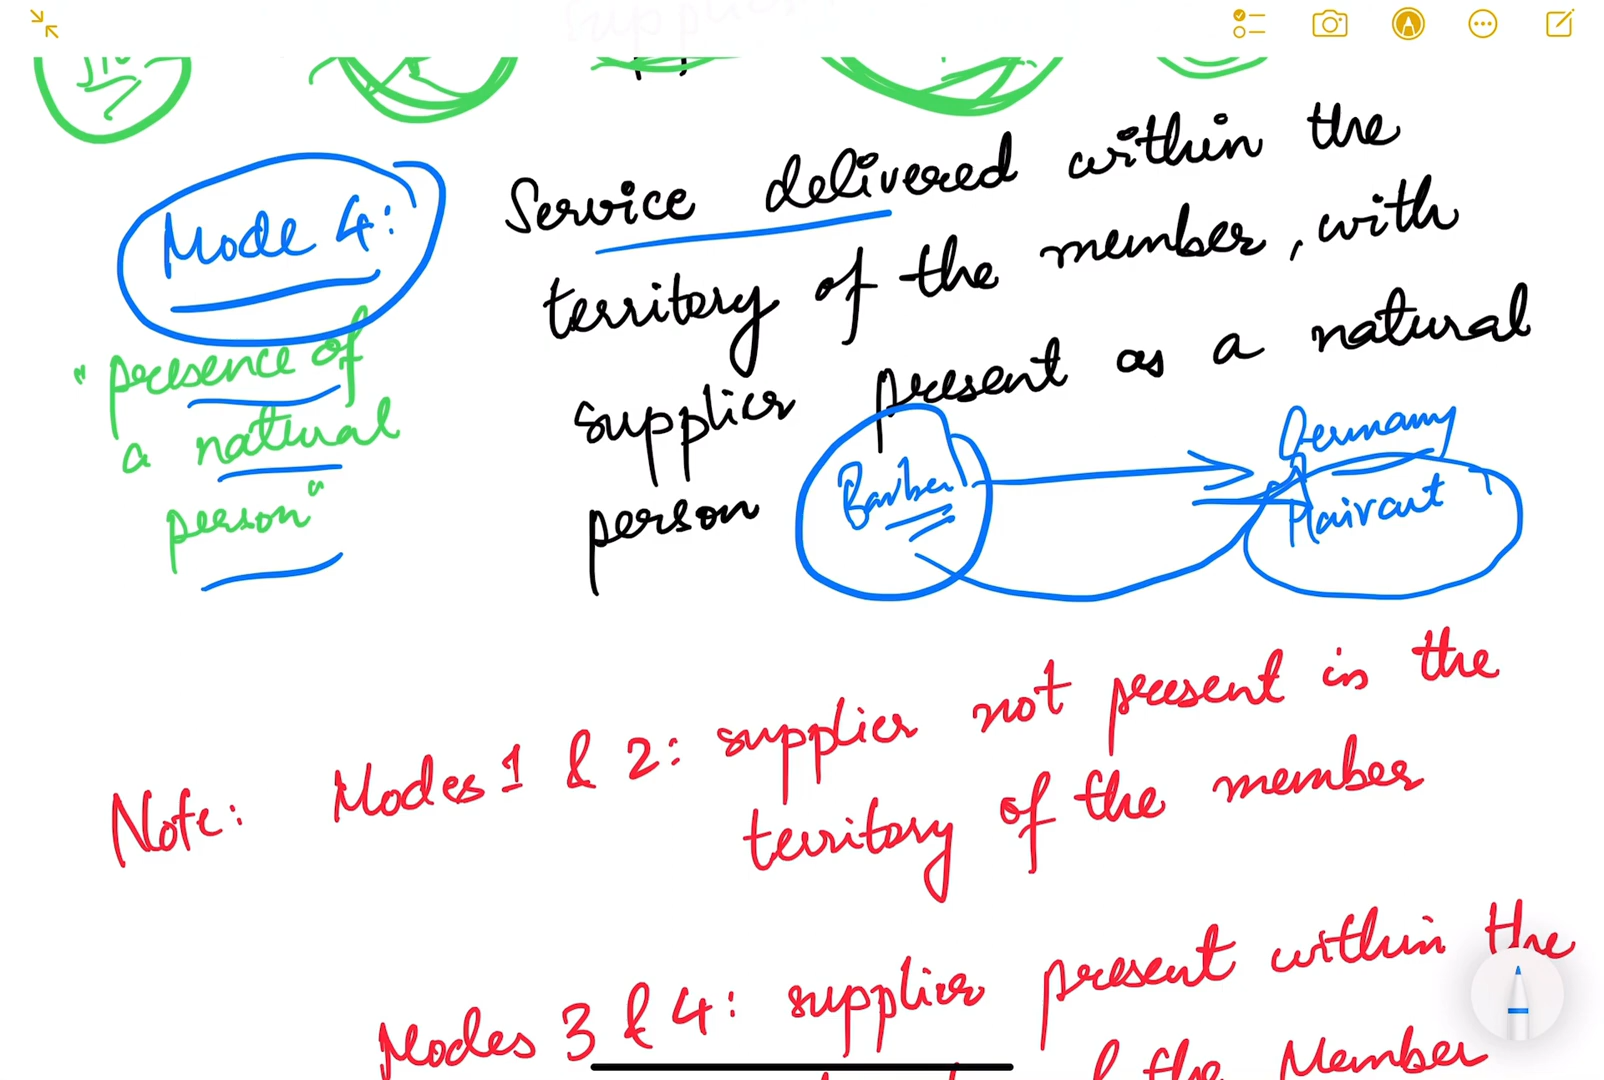 Mode 4:
Service delivered within the
territory of the member, with
supplier present as a natural
person
"presence of
a natural
person"
Barber
Germany
Haircut
Note: Modes 1 & 2: supplier not present in the
territory of the member
Modes 3 & 4: supplier present within the
the Member